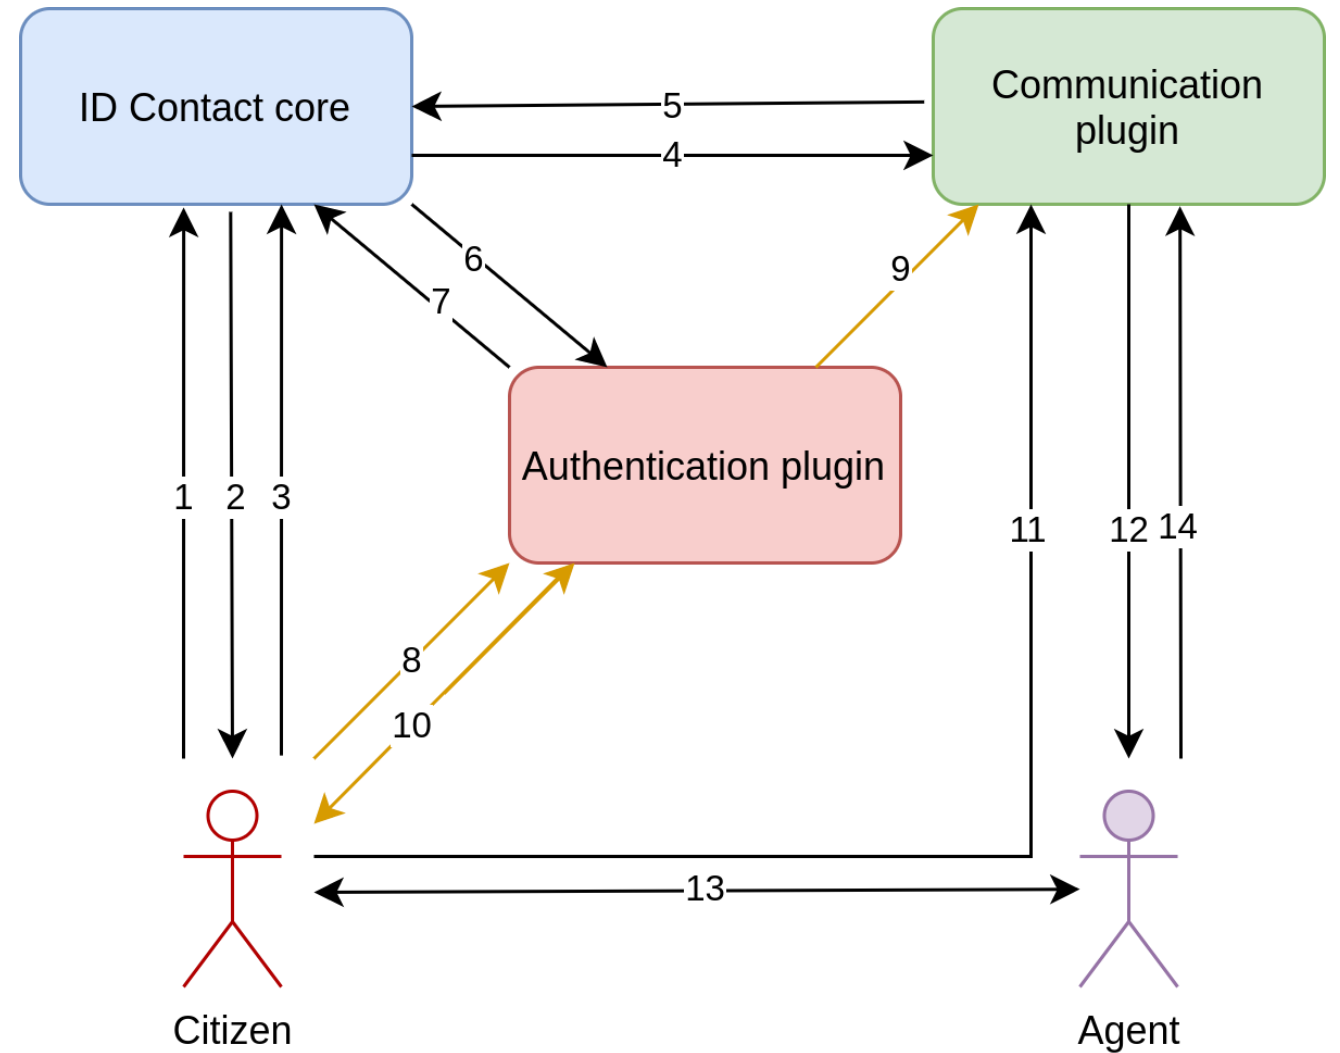 ID Contact core
Communication
plugin
5
4
6
7
9
Authentication plugin
1
2
3
11
12
14
8
10
13
Citizen
Agent